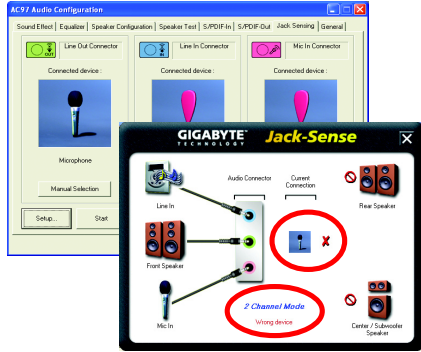 AC97 Audio Configuration
Sound Effect Equalizer Speaker Configuration Speaker Test S/PDIF-In S/PDIF-Out Jack Sensing General
Line Out Connector
OUT
Line In Connector
IN
Mic In Connector
Connected device :
Connected device :
Connected device :
Microphone
Manual Selection
Setup...
Start
GIGABYTE™
TECHNOLOGY
Jack-Sense
X
Audio Connector
Current
Connection
Line In
Rear Speaker
Front Speaker
2 Channel Mode
Wrong device
Mic In
Center / Subwoofer
Speaker